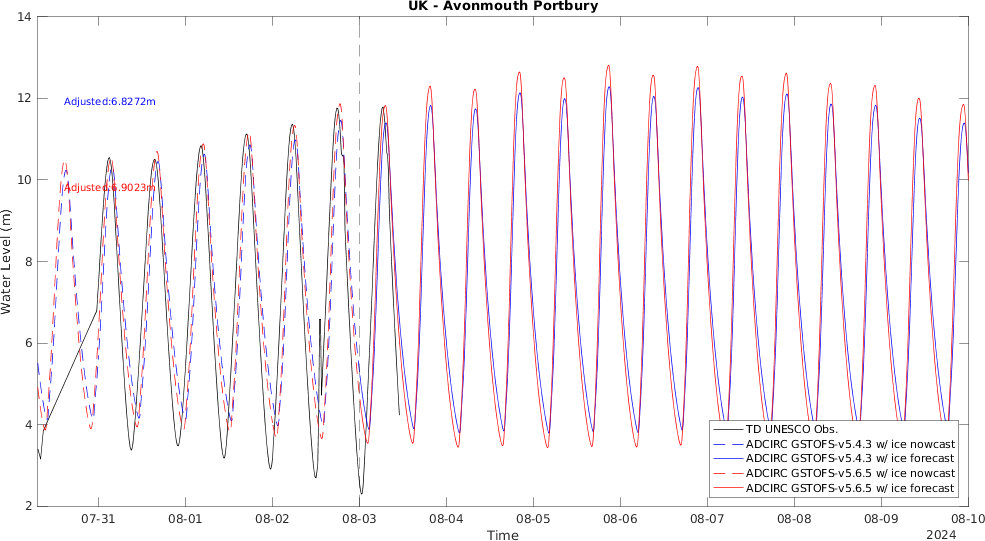 UK - Avonmouth Portbury
14
12
10
8
6
4
2
Water Level (m)
Adjusted:6.8272m
Adjusted:6.9023m
TD UNESCO Obs.
ADCIRC GSTOFS-v5.4.3 w/ ice nowcast
ADCIRC GSTOFS-v5.4.3 w/ ice forecast
ADCIRC GSTOFS-v5.6.5 w/ ice nowcast
ADCIRC GSTOFS-v5.6.5 w/ ice forecast
07-31 08-01 08-02 08-03 08-04 08-05 08-06 08-07 08-08 08-09 08-10
Time
2024